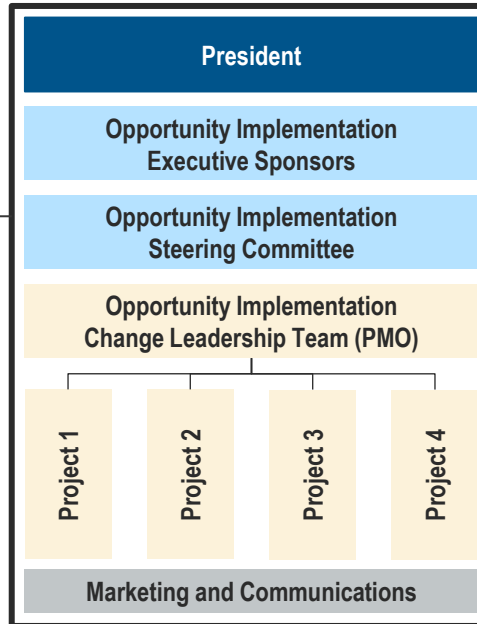 President
Opportunity Implementation
Executive Sponsors
Opportunity Implementation
Steering Committee
Opportunity Implementation
Change Leadership Team (PMO)
Project 1
Project 2
Project 3
Project 4
Marketing and Communications